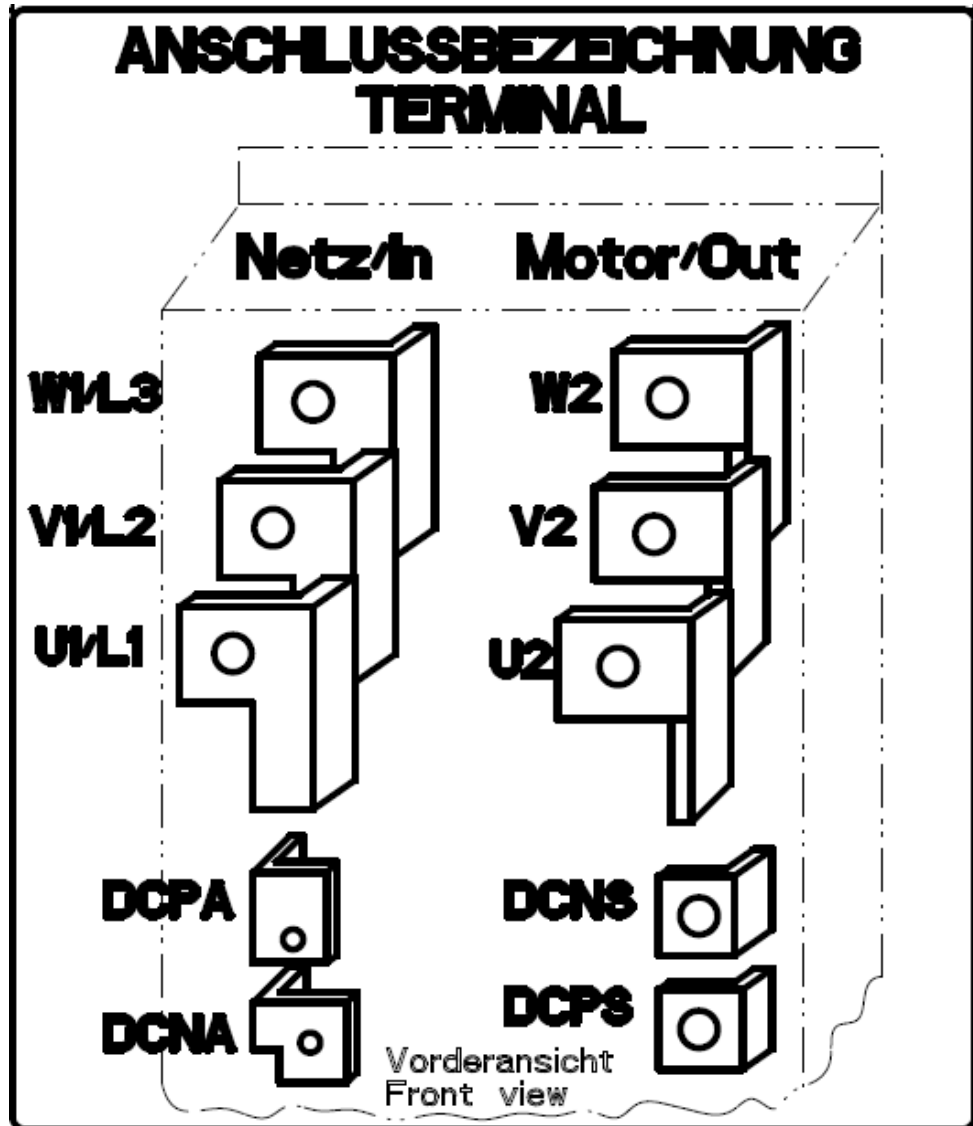 ANSCHLUSSBEZEICHNUNG
TERMINAL
Netz/In Motor/Out
W1/L3 W2
V1/L2 V2
U1/L1 U2
DCPA DCNS
DCNA DCPS
Vorderansicht
Front view